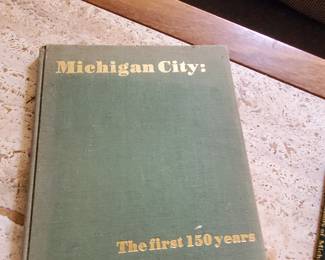 Michigan City:
The first 150 years